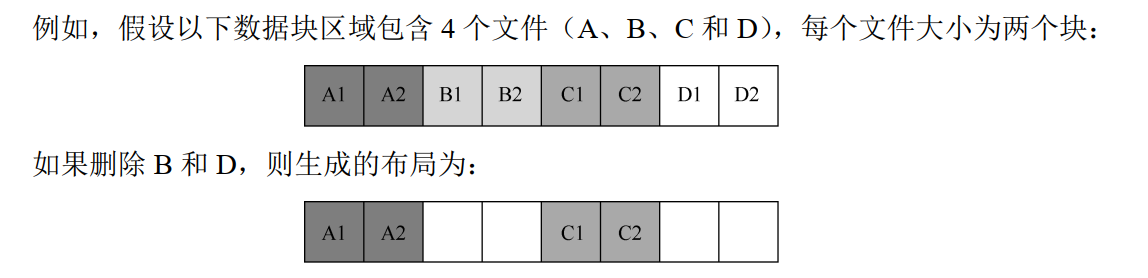 例如，假设以下数据块区域包含 4 个文件（A、B、C 和 D），每个文件大小为两个块：
A1 A2 B1 B2 C1 C2 D1 D2
如果删除 B 和 D，则生成的布局为：
A1 A2 C1 C2